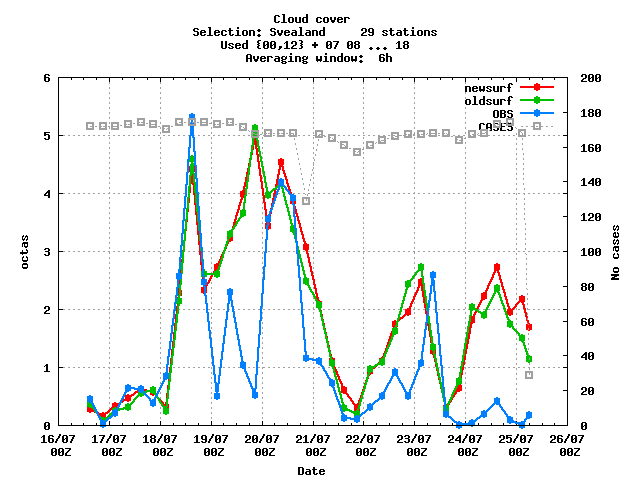 Cloud cover
Selection: Svealand     29 stations
Used {00,12} + 07 08 ... 18
Averaging window:  6h
newsurf
oldsurf
OBS
CASES
octas
6
5
4
3
2
1
0
No cases
200
180
160
140
120
100
80
60
40
20
0
16/07 17/07 18/07 19/07 20/07 21/07 22/07 23/07 24/07 25/07 26/07
00Z 00Z 00Z 00Z 00Z 00Z 00Z 00Z 00Z 00Z 00Z
Date